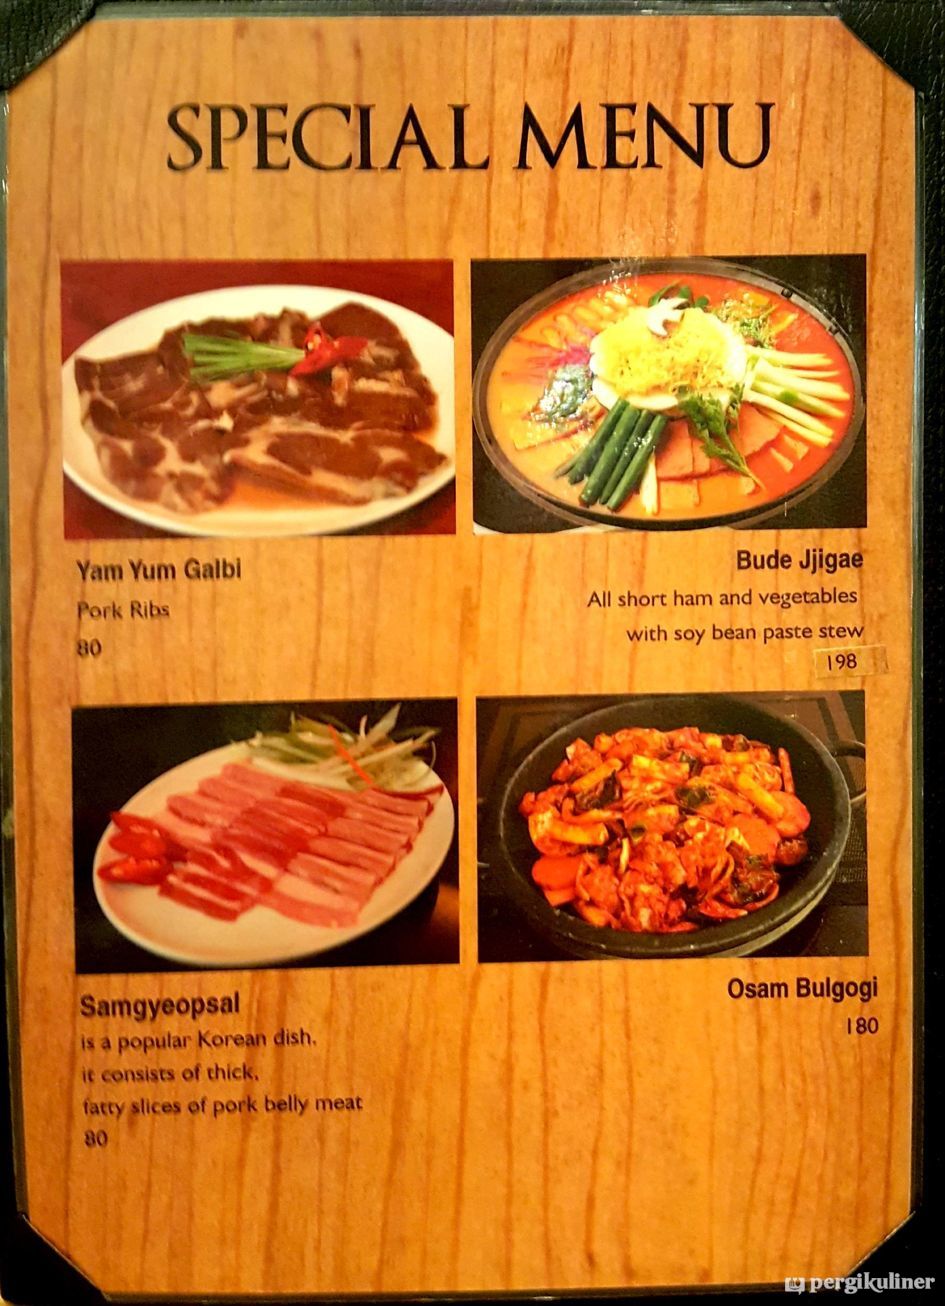 SPECIAL MENU
Yam Yum Galbi
Pork Ribs
80
Bude Jjigae
All short ham and vegetables
with soy bean paste stew
198
Samgyeopsal
is a popular Korean dish.
it consists of thick,
fatty slices of pork belly meat
80
Osam Bulgogi
180
pergikuliner